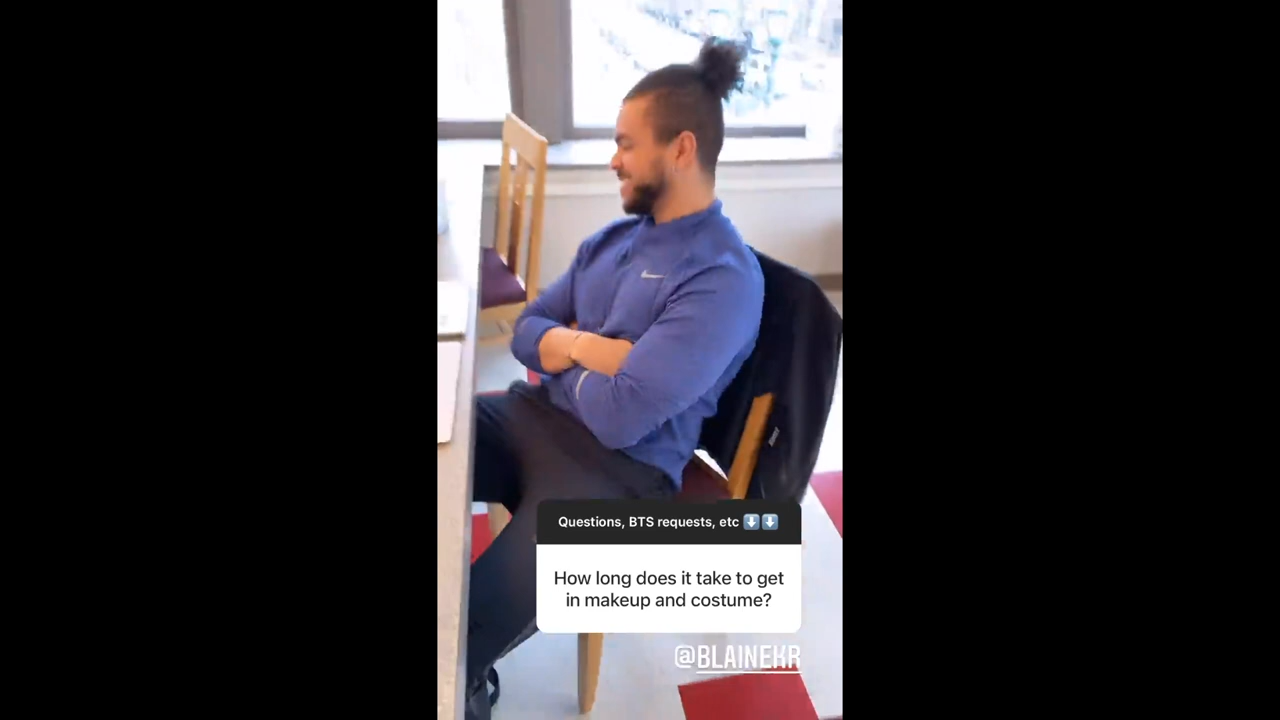 Questions, BTS requests, etc ⬇️⬇️
How long does it take to get
in makeup and costume?
@BLAINEKR